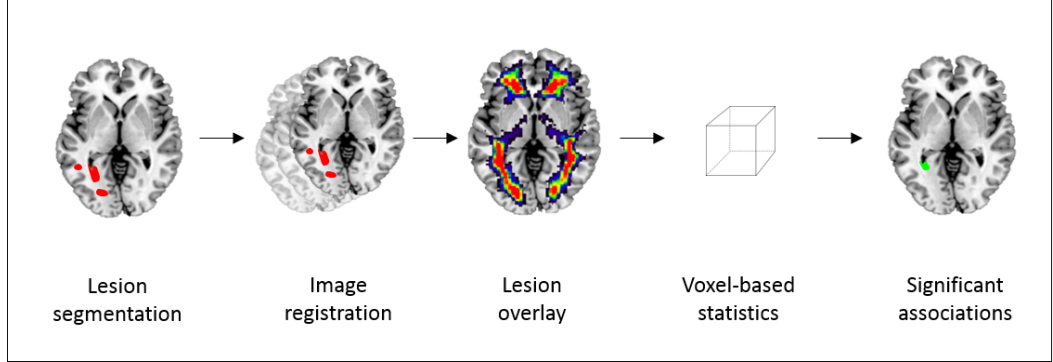 Lesion
segmentation
Image
registration
Lesion
overlay
Voxel-based
statistics
Significant
associations